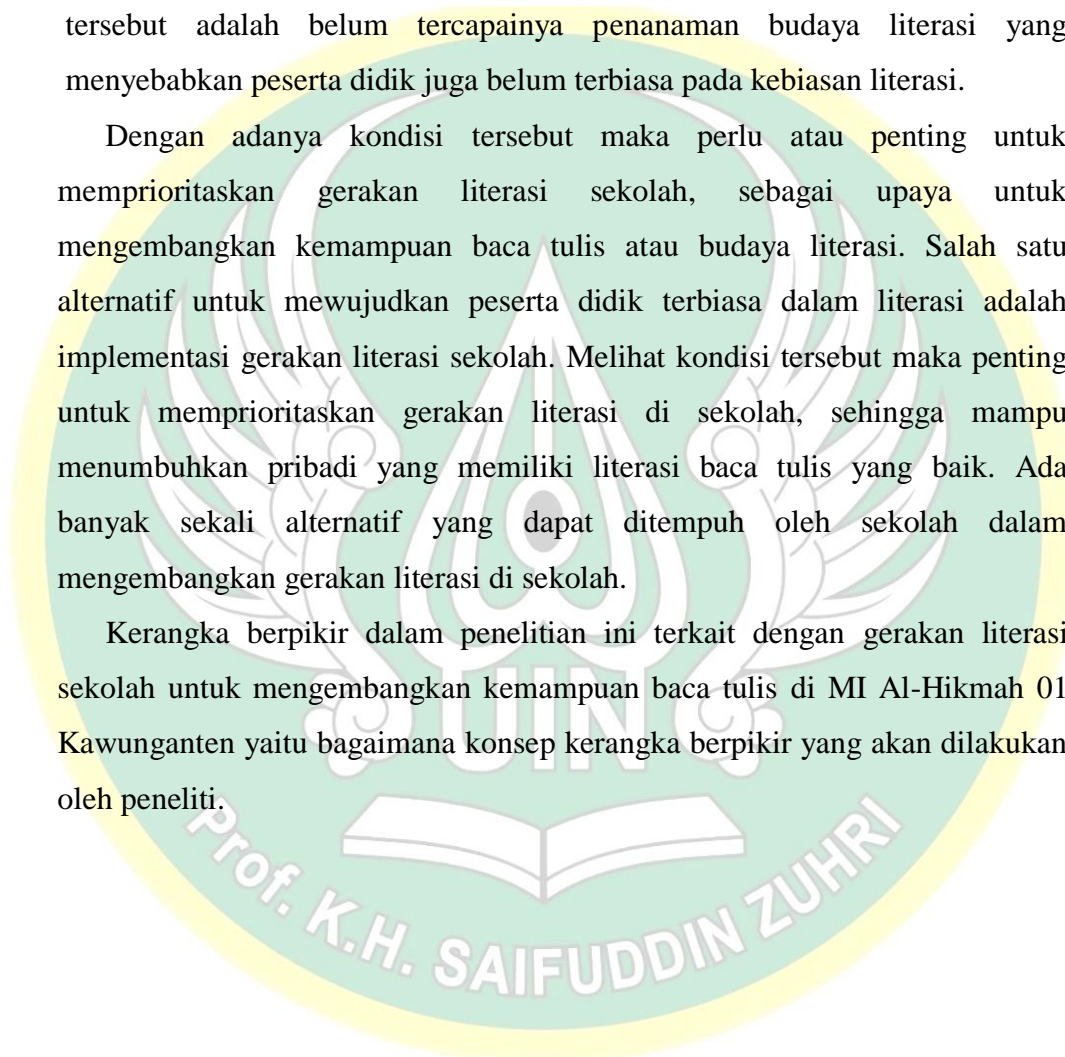 tersebut adalah belum tercapainya penanaman budaya literasi yang
menyebabkan peserta didik juga belum terbiasa pada kebiasan literasi.
Dengan adanya kondisi tersebut maka perlu atau penting untuk
memprioritaskan gerakan literasi sekolah, sebagai upaya untuk
mengembangkan kemampuan baca tulis atau budaya literasi. Salah satu
alternatif untuk mewujudkan peserta didik terbiasa dalam literasi adalah
implementasi gerakan literasi sekolah. Melihat kondisi tersebut maka penting
untuk memprioritaskan gerakan literasi di sekolah, sehingga mampu
menumbuhkan pribadi yang memiliki literasi baca tulis yang baik. Ada
banyak sekali alternatif yang dapat ditempuh oleh sekolah dalam
mengembangkan gerakan literasi di sekolah.
Kerangka berpikir dalam penelitian ini terkait dengan gerakan literasi
sekolah untuk mengembangkan kemampuan baca tulis di MI Al-Hikmah 01
Kawunganten yaitu bagaimana konsep kerangka berpikir yang akan dilakukan
oleh peneliti.
UIN
Prof. K.H. SAIFUDDIN ZUHRI